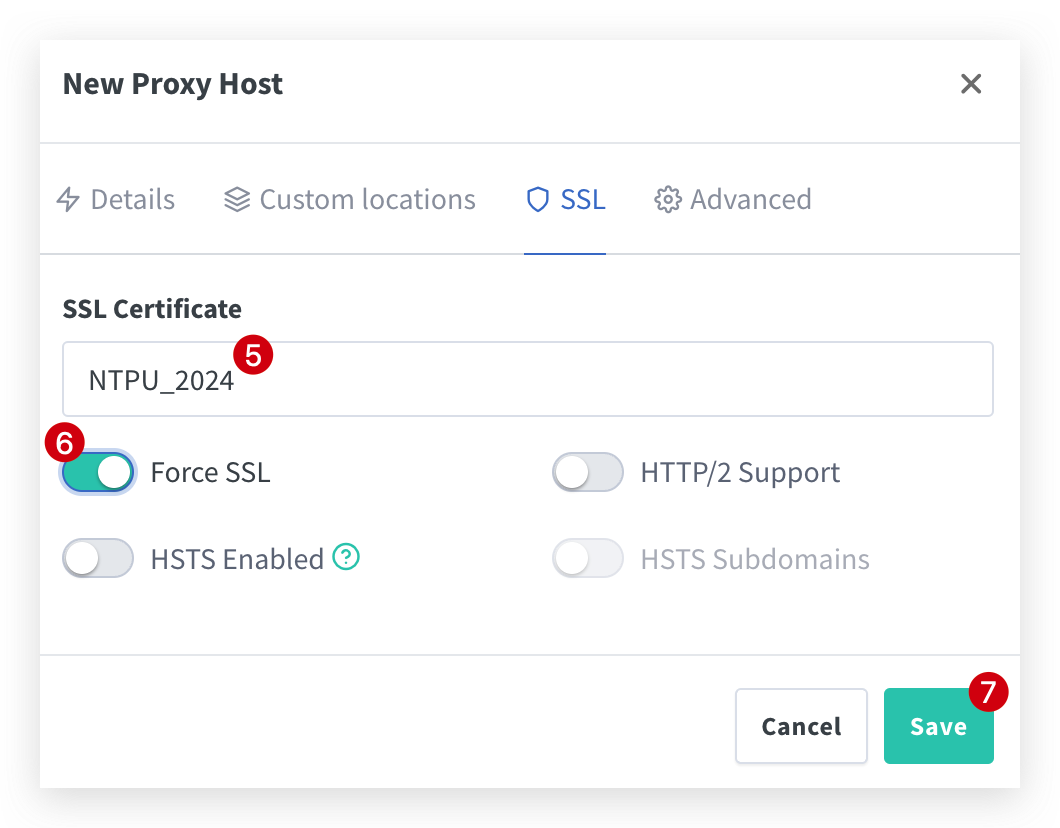 New Proxy Host
Details Custom locations SSL Advanced
SSL Certificate
5
NTPU_2024
6
Force SSL HTTP/2 Support
HSTS Enabled ? HSTS Subdomains
7
Cancel Save